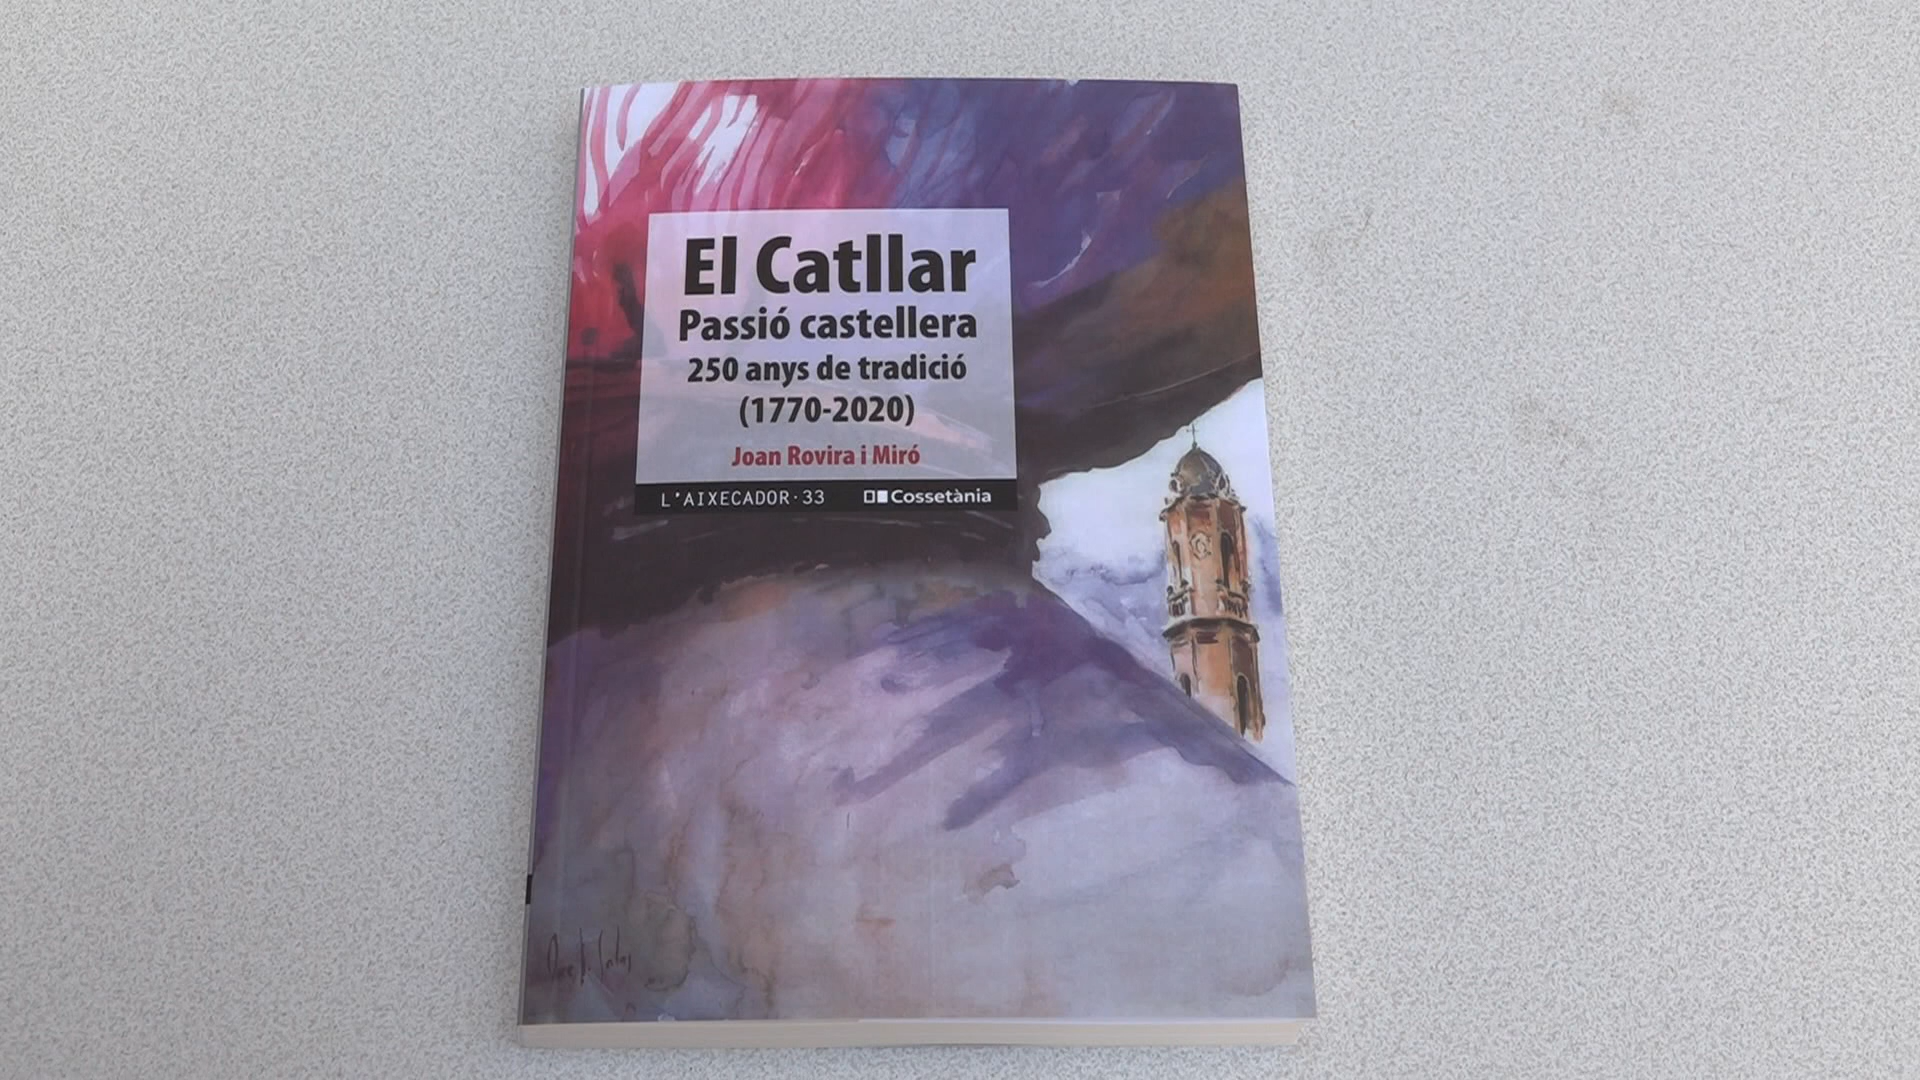 El Catllar
Passió castellera
250 anys de tradició
(1770-2020)
Joan Rovira i Miró
L'AIXECADOR·33 Cossetània